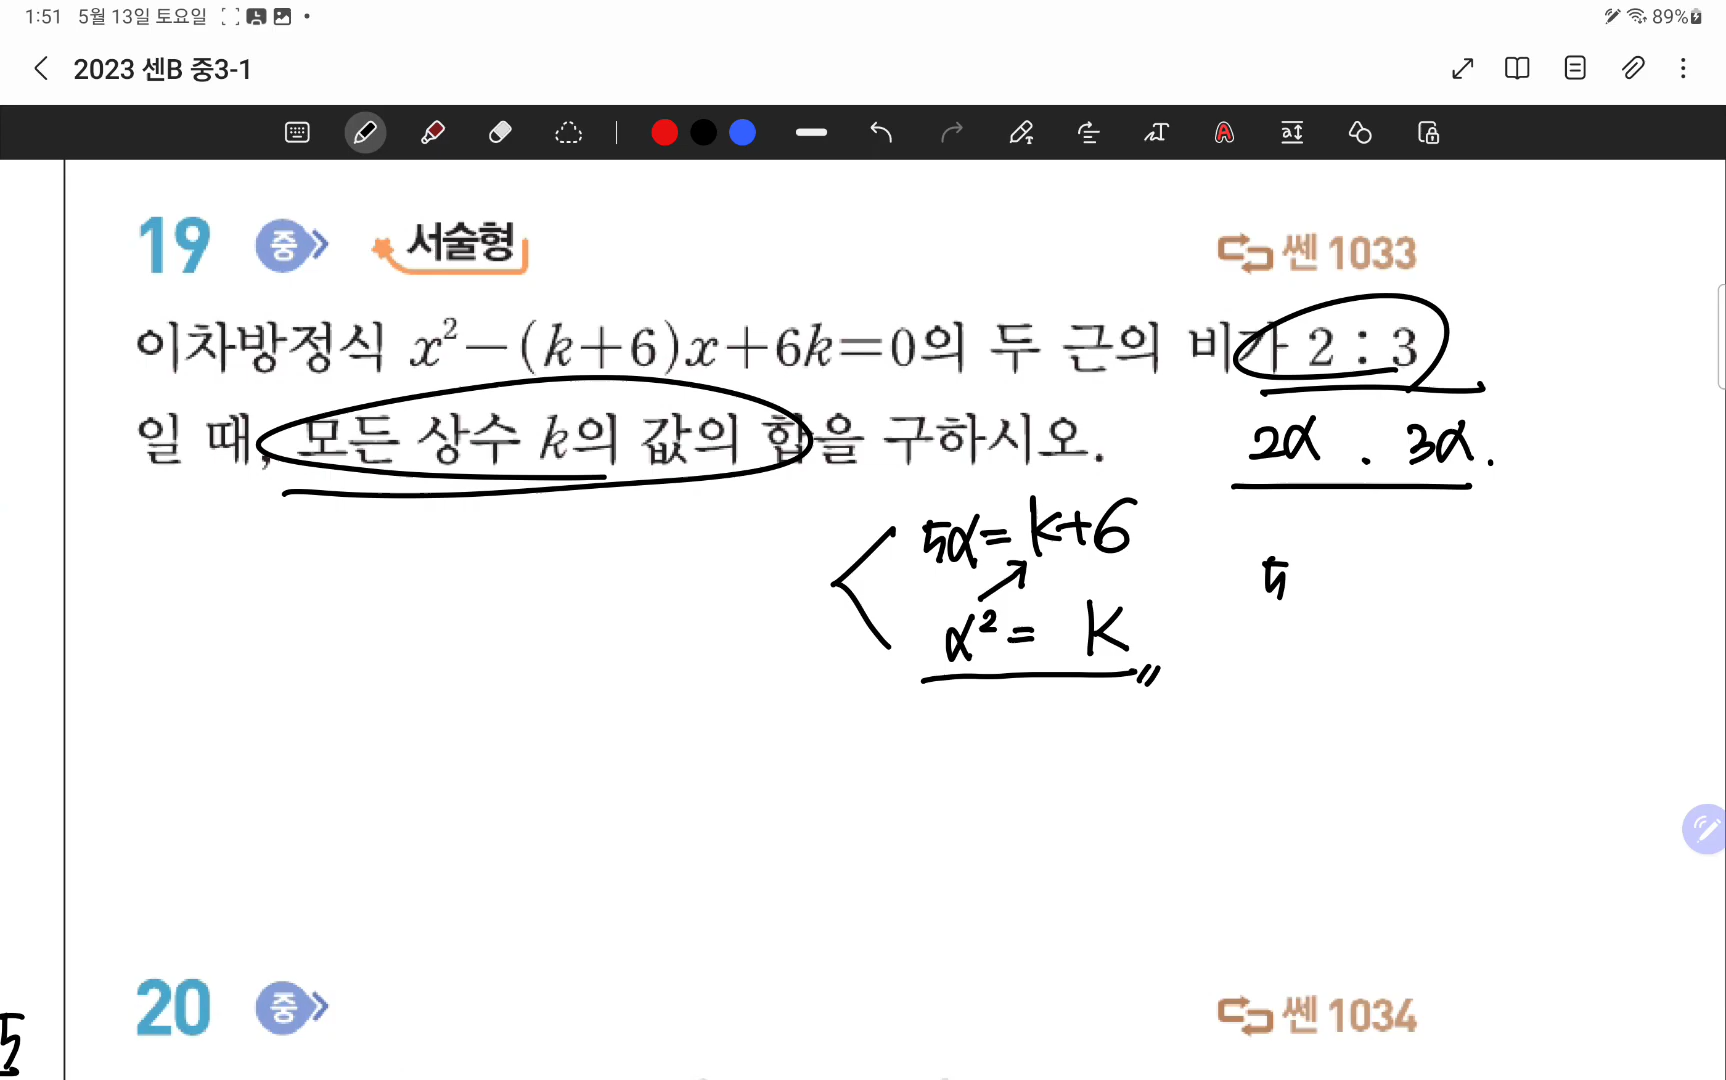 1:51 5월 13일 토요일
89%
2023 센B 중3-1
19 중 서술형 쎈 1033
이차방정식 x²-(k+6)x+6k=0의 두 근의 비가 2 : 3
일 때, 모든 상수 k의 값의 합을 구하시오.
2α . 3α.
5α = k+6
5
α² = k
20 중 쎈 1034
5